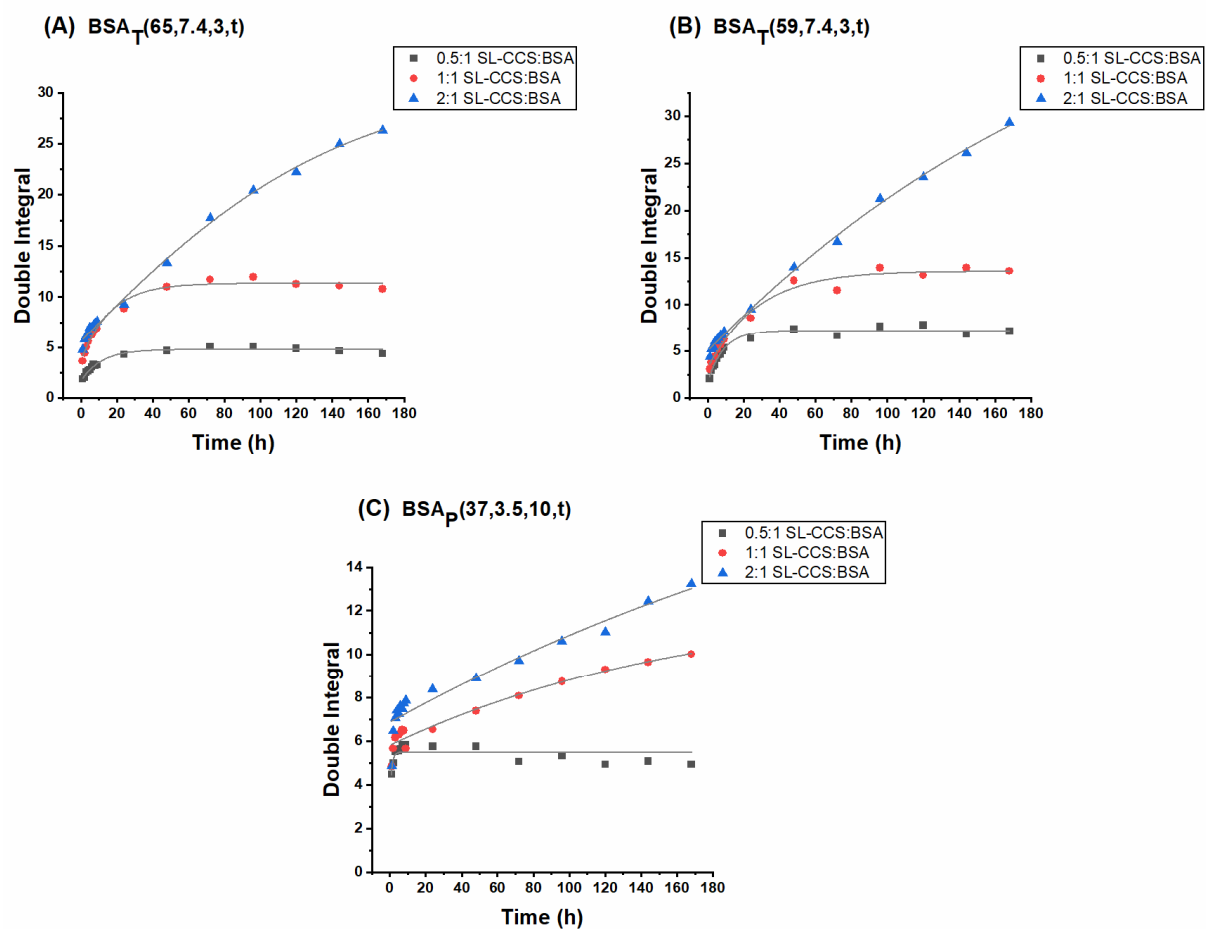 (A) BSA_T(65,7.4,3,t)
0.5:1 SL-CCS:BSA
1:1 SL-CCS:BSA
2:1 SL-CCS:BSA
30
25
20
15
10
5
0
Double Integral
0 20 40 60 80 100 120 140 160 180
Time (h)
(B) BSA_T(59,7.4,3,t)
0.5:1 SL-CCS:BSA
1:1 SL-CCS:BSA
2:1 SL-CCS:BSA
30
25
20
15
10
5
0
Double Integral
0 20 40 60 80 100 120 140 160 180
Time (h)
(C) BSA_P(37,3.5,10,t)
0.5:1 SL-CCS:BSA
1:1 SL-CCS:BSA
2:1 SL-CCS:BSA
14
12
10
8
6
4
2
0
Double Integral
0 20 40 60 80 100 120 140 160 180
Time (h)